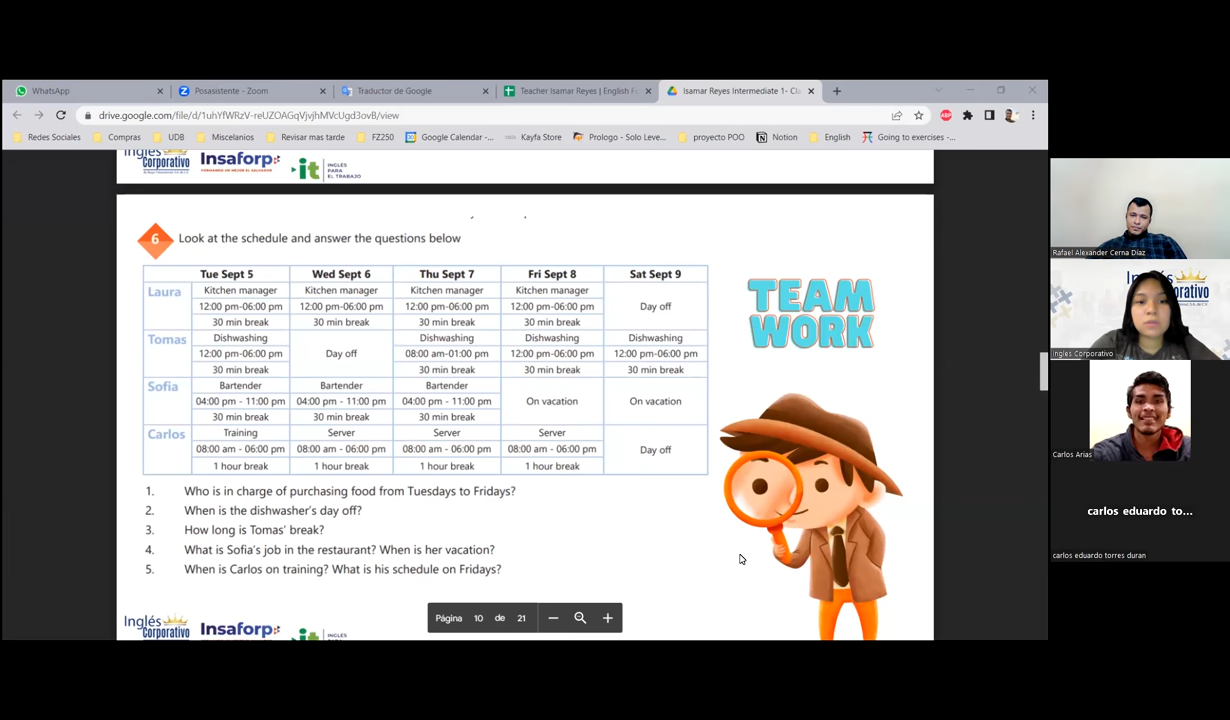 WhatsApp
Posasistente - Zoom
Traductor de Google
Teacher Isamar Reyes | English F
Isamar Reyes Intermediate 1- Cla
drive.google.com/file/d/1uhYfWRzV-reUZOAGqVjvjhMVcUgd3ovB/view
Redes Sociales
Compras
UDB
Miscelanios
Revisar mas tarde
FZ250
Google Calendar -...
Kayfa Store
Prologo - Solo Leve...
proyecto POO
Notion
English
Going to exercises -...
Inglés
Corporativo
Insaforp
it
INGLÉS
PARA
EL TRABAJO
6 Look at the schedule and answer the questions below
Tue Sept 5 Wed Sept 6 Thu Sept 7 Fri Sept 8 Sat Sept 9
Laura Kitchen manager Kitchen manager Kitchen manager Kitchen manager
12:00 pm-06:00 pm 12:00 pm-06:00 pm 12:00 pm-06:00 pm 12:00 pm-06:00 pm Day off
30 min break 30 min break 30 min break 30 min break
Tomas Dishwashing Dishwashing Dishwashing Dishwashing
12:00 pm-06:00 pm Day off 08:00 am-01:00 pm 12:00 pm-06:00 pm 12:00 pm-06:00 pm
30 min break 30 min break 30 min break 30 min break
Sofia Bartender Bartender Bartender
04:00 pm - 11:00 pm 04:00 pm - 11:00 pm 04:00 pm - 11:00 pm On vacation On vacation
30 min break 30 min break 30 min break
Carlos Training Server Server Server
08:00 am - 06:00 pm 08:00 am - 06:00 pm 08:00 am - 06:00 pm 08:00 am - 06:00 pm Day off
1 hour break 1 hour break 1 hour break 1 hour break
TEAM
WORK
1. Who is in charge of purchasing food from Tuesdays to Fridays?
2. When is the dishwasher's day off?
3. How long is Tomas' break?
4. What is Sofia's job in the restaurant? When is her vacation?
5. When is Carlos on training? What is his schedule on Fridays?
Página 10 de 21
Inglés
Corporativo
Insaforp
it
INGLÉS
PARA
Rafael Alexander Cerna Díaz
Inglés Corporativo
Carlos Arias
carlos eduardo to...
carlos eduardo torres duran